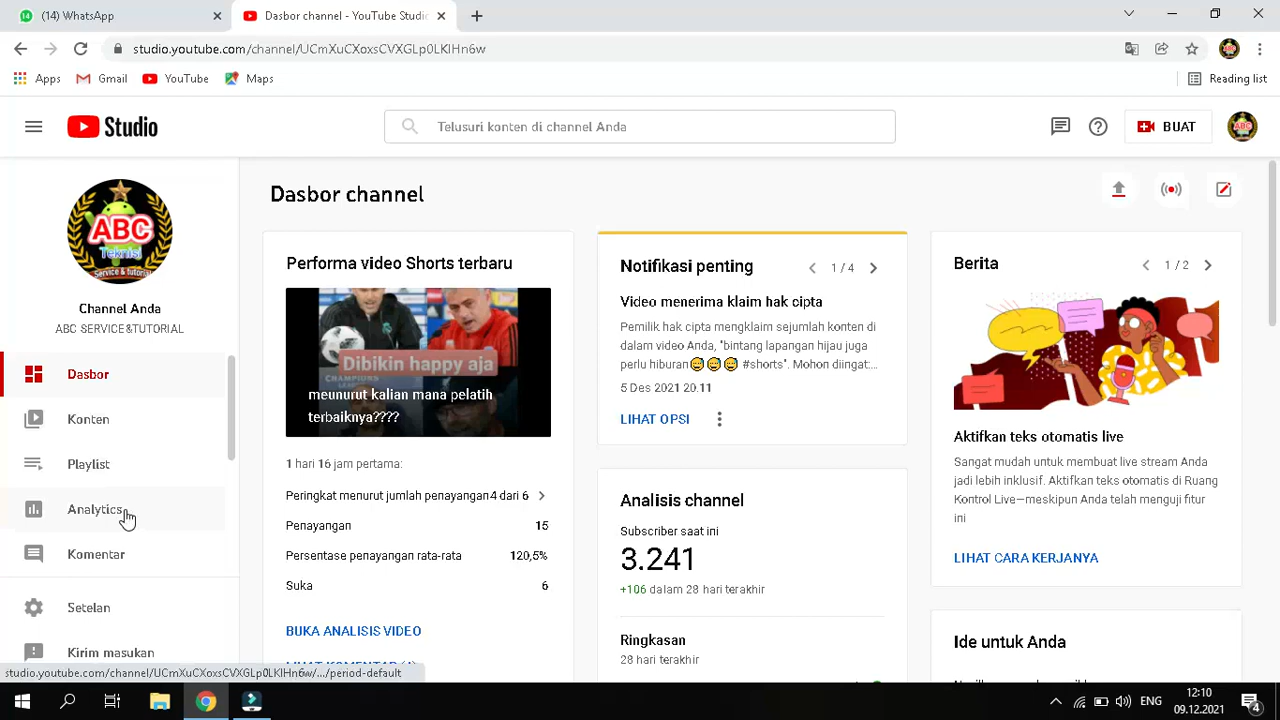 (14) WhatsApp
Dasbor channel - YouTube Studio
studio.youtube.com/channel/UCmXuCXoxsCVXGLp0LKlHn6w
Apps
Gmail
YouTube
Maps
Reading list
Studio
Telusuri konten di channel Anda
BUAT
ABC
Teknisi
Service & tutorial
Channel Anda
ABC SERVICE&TUTORIAL
Dasbor
Konten
Playlist
Analytics
Komentar
Setelan
Kirim masukan
Dasbor channel
Performa video Shorts terbaru
Dibikin happy aja
meunurut kalian mana pelatih
terbaiknya????
1 hari 16 jam pertama:
Peringkat menurut jumlah penayangan 4 dari 6
Penayangan 15
Persentase penayangan rata-rata 120,5%
Suka 6
BUKA ANALISIS VIDEO
Notifikasi penting
1 / 4
Video menerima klaim hak cipta
Pemilik hak cipta mengklaim sejumlah konten di
dalam video Anda, "bintang lapangan hijau juga
perlu hiburan😅😅😅 #shorts". Mohon diingat:...
5 Des 2021 20.11
LIHAT OPSI
Analisis channel
Subscriber saat ini
3.241
+106 dalam 28 hari terakhir
Ringkasan
28 hari terakhir
Berita
1 / 2
Aktifkan teks otomatis live
Sangat mudah untuk membuat live stream Anda
jadi lebih inklusif. Aktifkan teks otomatis di Ruang
Kontrol Live—meskipun Anda telah menguji fitur
ini
LIHAT CARA KERJANYA
Ide untuk Anda
studio.youtube.com/channel/UCmXuCXoxsCVXGLp0LKlHn6w/.../period-default
ENG
12:10
09.12.2021
4